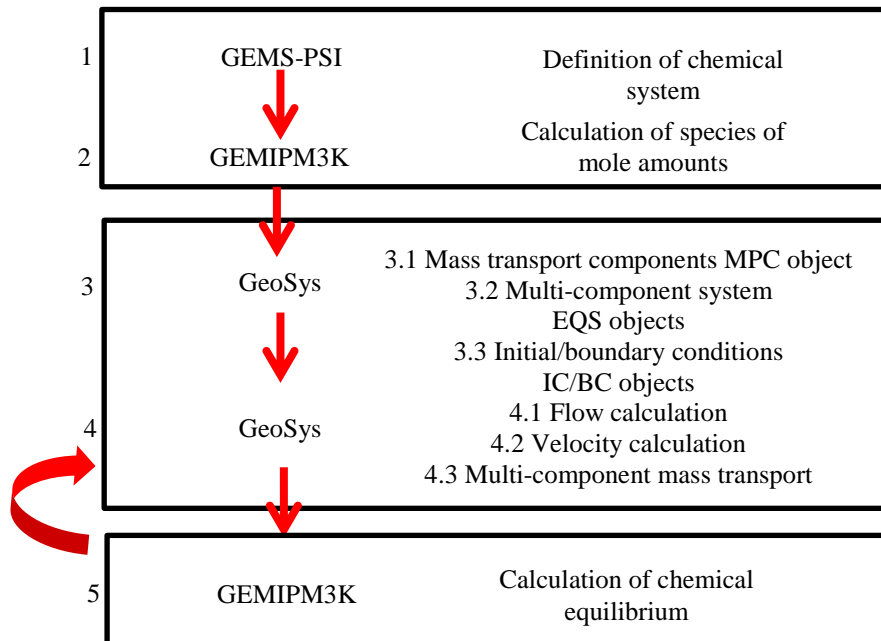 1
GEMS-PSI
Definition of chemical
system
2
GEMIPM3K
Calculation of species of
mole amounts
3
GeoSys
3.1 Mass transport components MPC object
3.2 Multi-component system
EQS objects
3.3 Initial/boundary conditions
IC/BC objects
4
GeoSys
4.1 Flow calculation
4.2 Velocity calculation
4.3 Multi-component mass transport
5
GEMIPM3K
Calculation of chemical
equilibrium